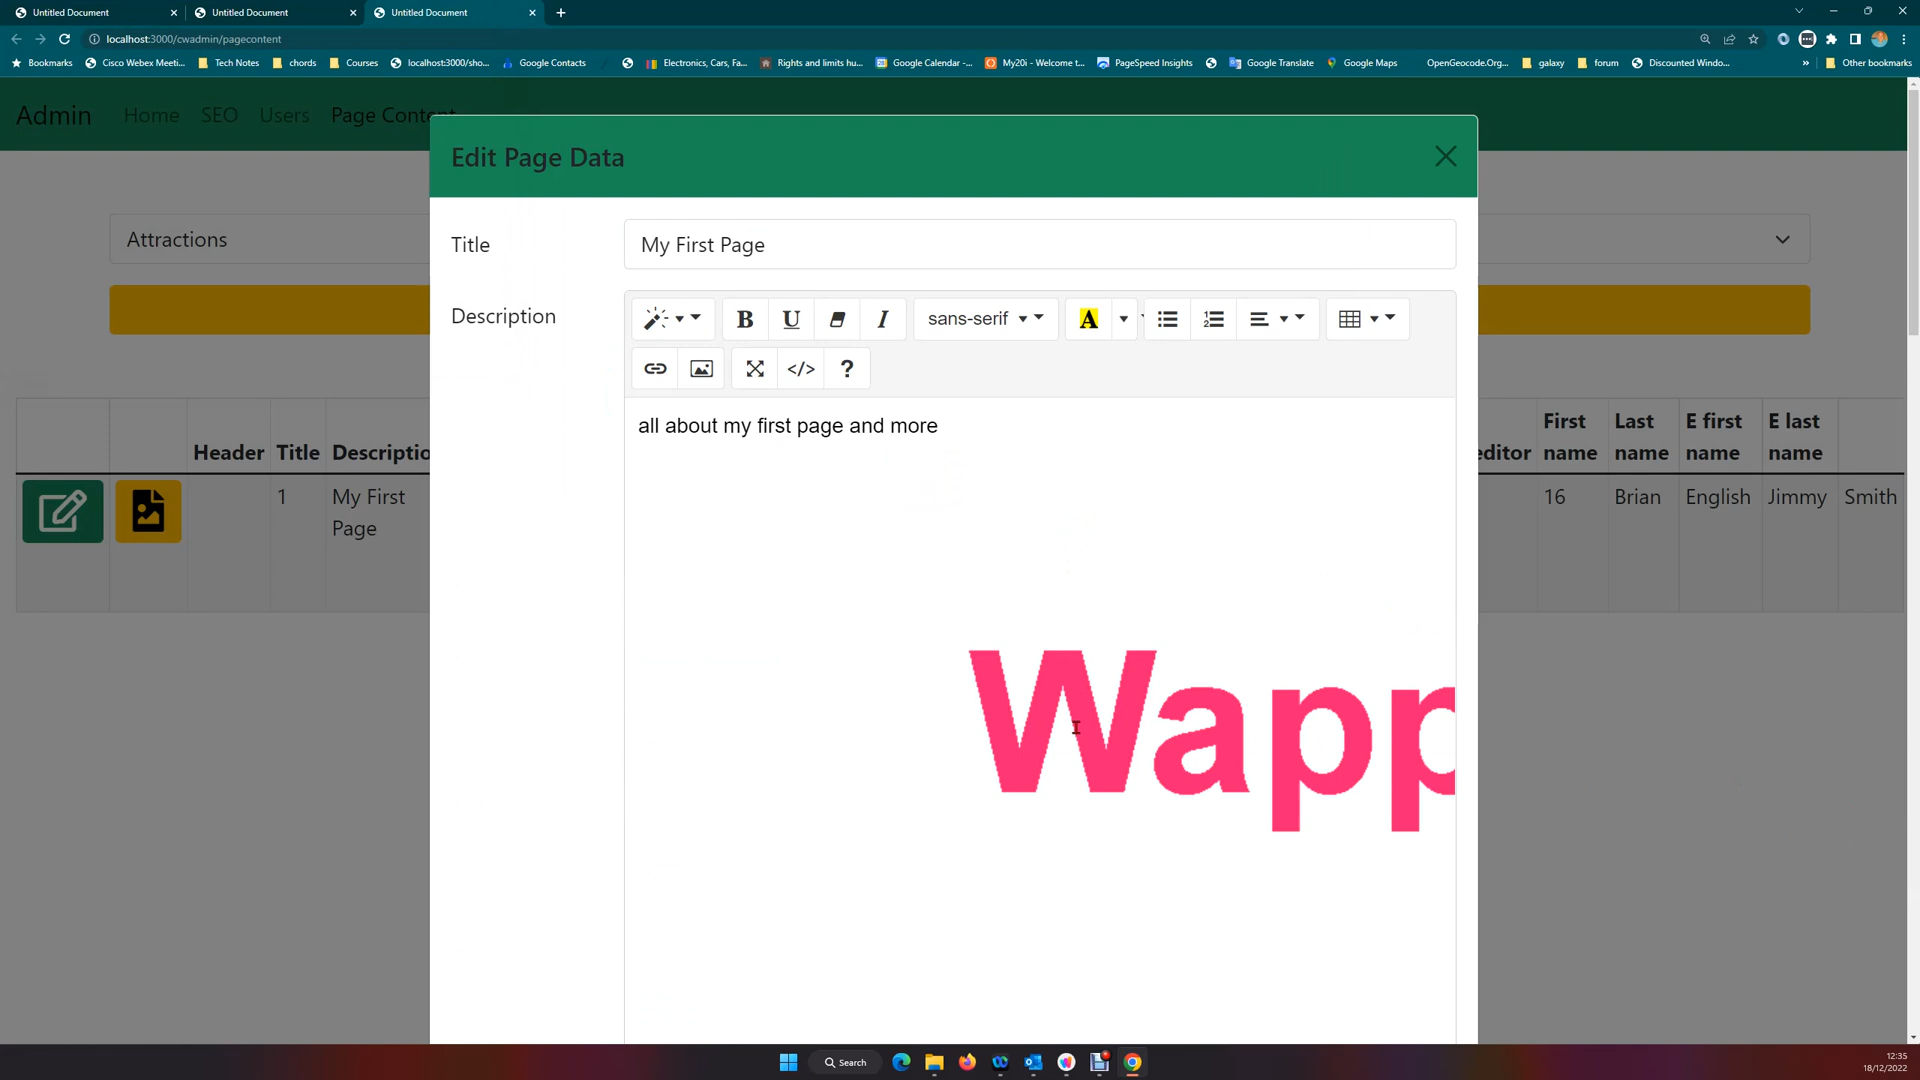 Untitled Document
Untitled Document
Untitled Document
localhost:3000/cwadmin/pagecontent
Bookmarks
Cisco Webex Meeti...
Tech Notes
chords
Courses
localhost:3000/sho...
Google Contacts
Electronics, Cars, Fa...
Rights and limits hu...
Google Calendar -...
My20i - Welcome t...
PageSpeed Insights
Google Translate
Google Maps
OpenGeocode.Org...
galaxy
forum
Discounted Windo...
»
Other bookmarks
Admin
Home
SEO
Users
Page Content
Edit Page Data
Attractions
Title
My First Page
Description
B U I
sans-serif
A
</>
?
all about my first page and more
Wapp
Header
Title
Descriptio
editor
First name
Last name
E first name
E last name
1
My First
Page
16
Brian
English
Jimmy
Smith
Search
12:35
18/12/2022